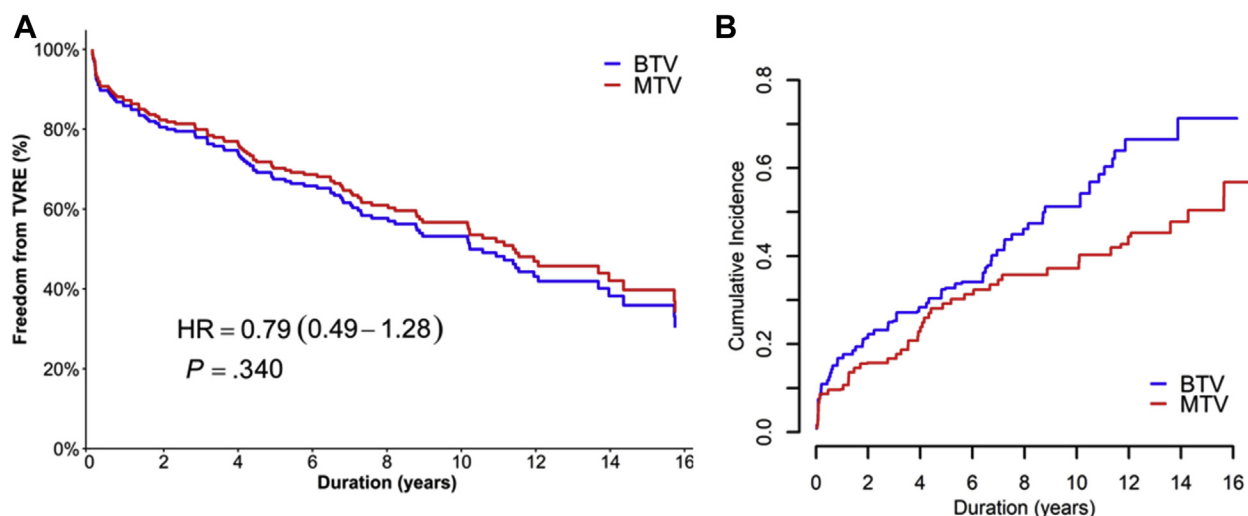 A
100%
80%
60%
40%
20%
0%
Freedom from TVRE (%)
BTV
MTV
HR = 0.79 (0.49 – 1.28)
P = .340
0 2 4 6 8 10 12 14 16
Duration (years)
B
0.8
0.6
0.4
0.2
0.0
Cumulative Incidence
BTV
MTV
0 2 4 6 8 10 12 14 16
Duration (years)